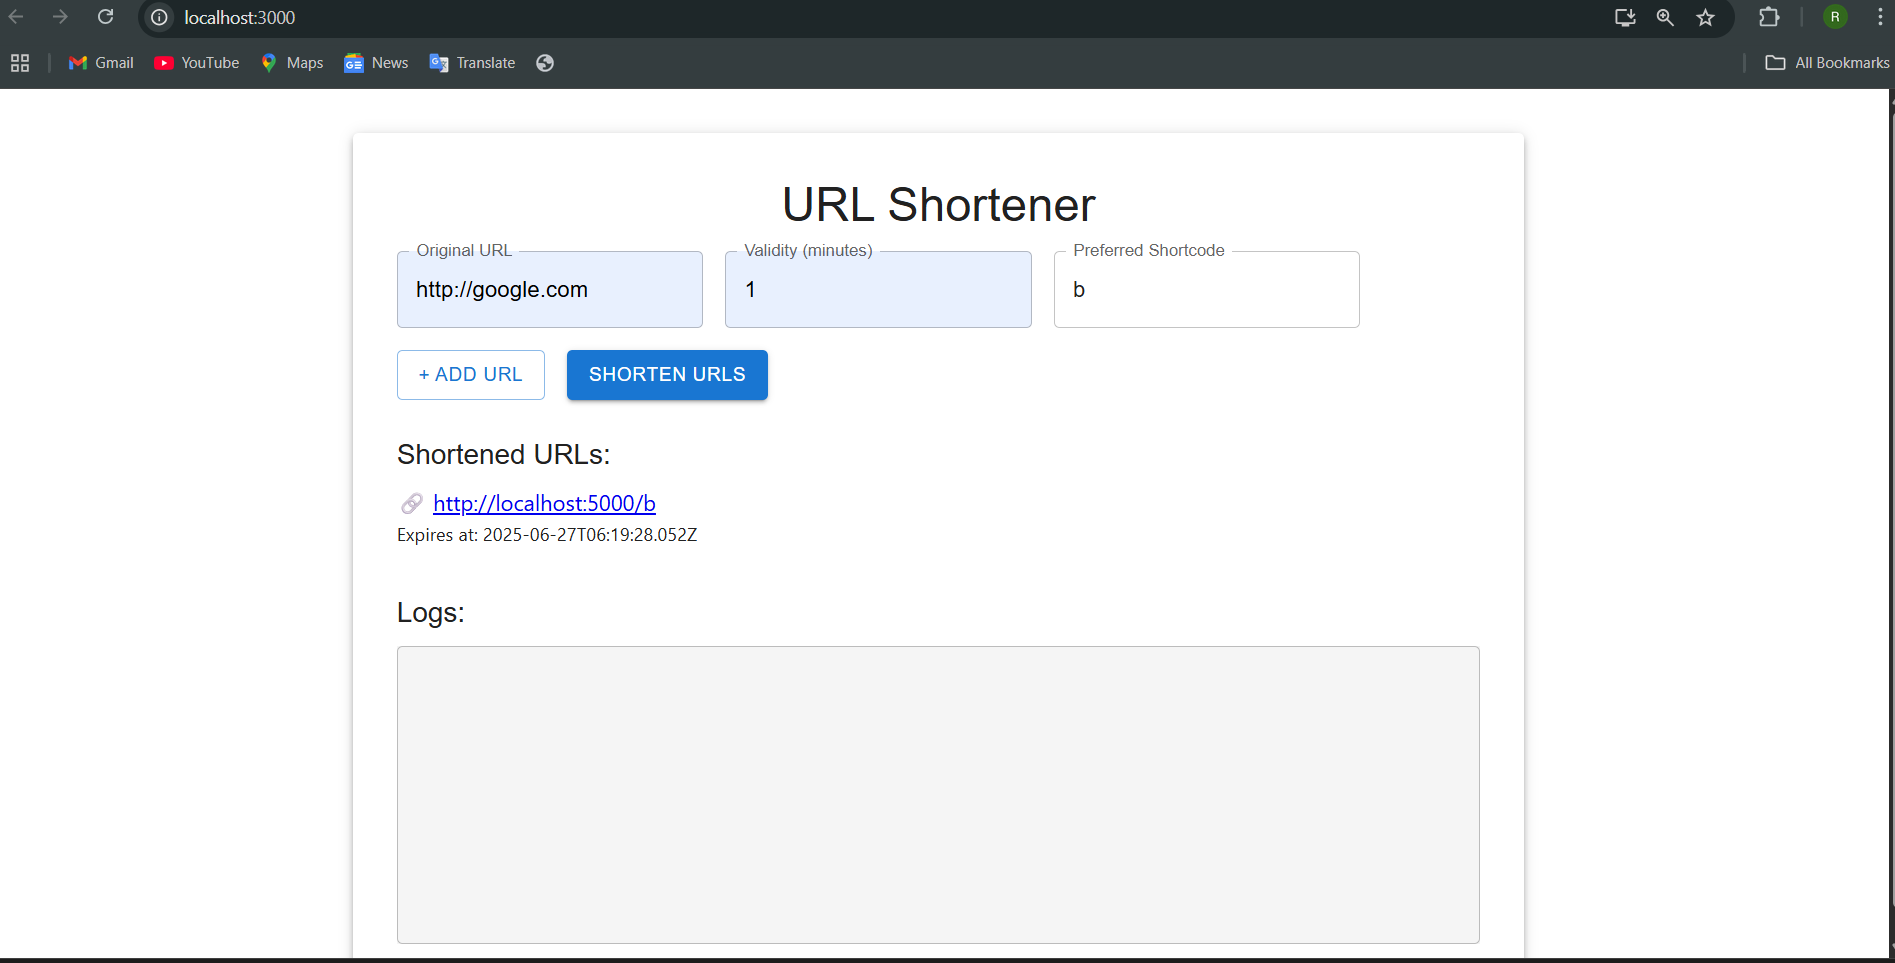 localhost:3000
R
Gmail YouTube Maps News Translate All Bookmarks
URL Shortener
Original URL Validity (minutes) Preferred Shortcode
http://google.com 1 b
+ ADD URL SHORTEN URLS
Shortened URLs:
http://localhost:5000/b
Expires at: 2025-06-27T06:19:28.052Z
Logs: